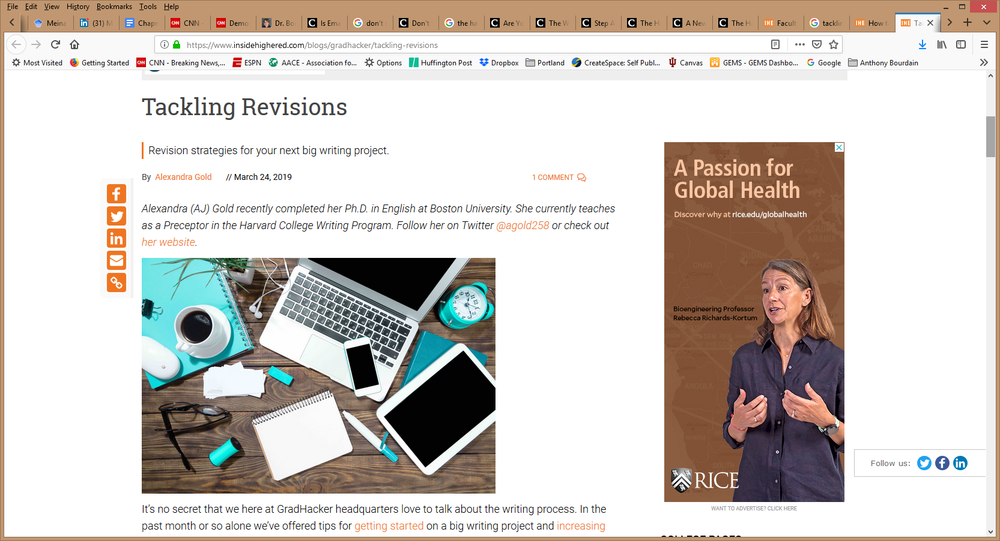 File Edit View History Bookmarks Tools Help
Meina (31) M Chapn CNN - Demo Dr. Bo Is Ema don't Don't the ha Are Yo The W Step A The H A New The H Facult tacklin How t Ta
https://www.insidehighered.com/blogs/gradhacker/tackling-revisions
Most Visited Getting Started CNN - Breaking News,... ESPN AACE - Association fo... Options Huffington Post Dropbox Portland CreateSpace: Self Publ... Canvas GEMS - GEMS Dashbo... Google Anthony Bourdain
Tackling Revisions
Revision strategies for your next big writing project.
By Alexandra Gold // March 24, 2019
1 COMMENT
Alexandra (AJ) Gold recently completed her Ph.D. in English at Boston University. She currently teaches
as a Preceptor in the Harvard College Writing Program. Follow her on Twitter @agold258 or check out
her website.
It's no secret that we here at GradHacker headquarters love to talk about the writing process. In the
past month or so alone we've offered tips for getting started on a big writing project and increasing
A Passion for
Global Health
Discover why at rice.edu/globalhealth
Bioengineering Professor
Rebecca Richards-Kortum
RICE
WANT TO ADVERTISE? CLICK HERE
Follow us: